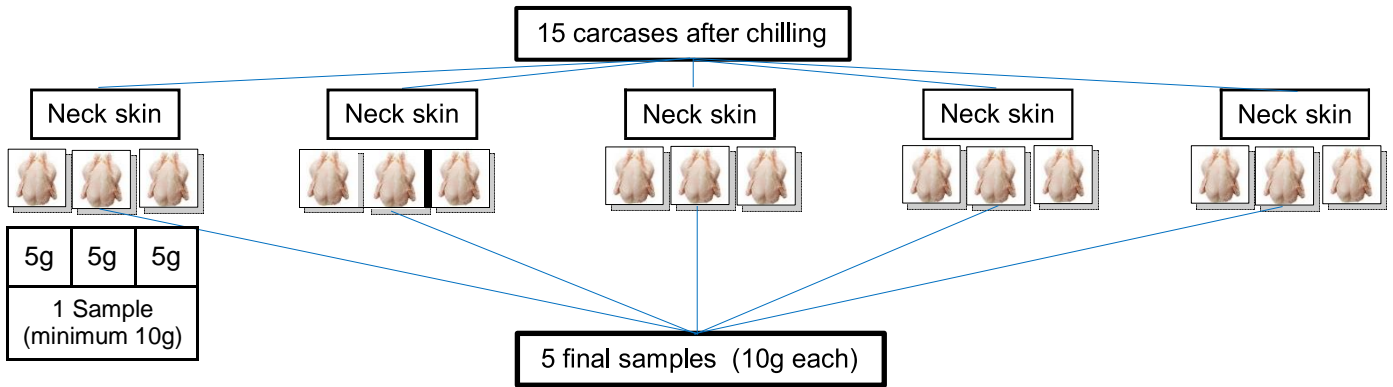 15 carcases after chilling
Neck skin
Neck skin
Neck skin
Neck skin
Neck skin
5g
5g
5g
1 Sample
(minimum 10g)
5 final samples (10g each)